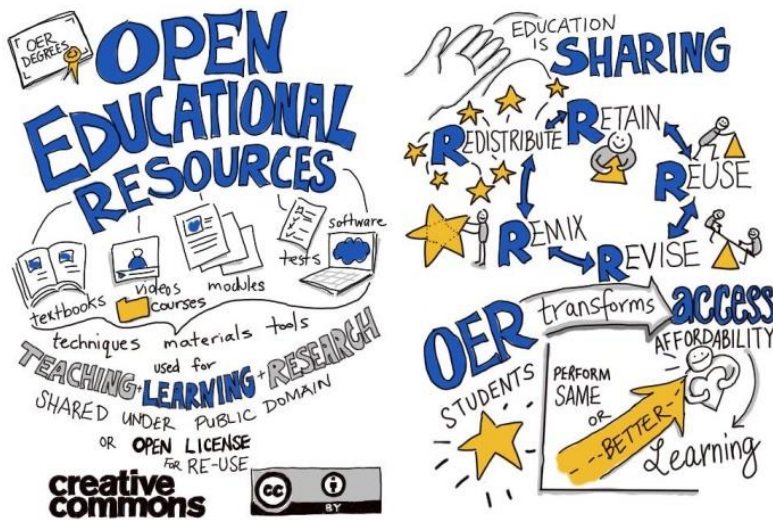 OER
DEGREES
OPEN
EDUCATIONAL
RESOURCES
textbooks
videos
courses
modules
tests
software
techniques materials tools
used for
TEACHING + LEARNING + RESEARCH
SHARED UNDER PUBLIC DOMAIN
OR OPEN LICENSE
FOR RE-USE
creative
commons
cc
BY
EDUCATION
IS
SHARING
REDISTRIBUTE
RETAIN
REUSE
REVISE
REMIX
OER
transforms
access
AFFORDABILITY
Learning
STUDENTS
PERFORM
SAME
OR
BETTER